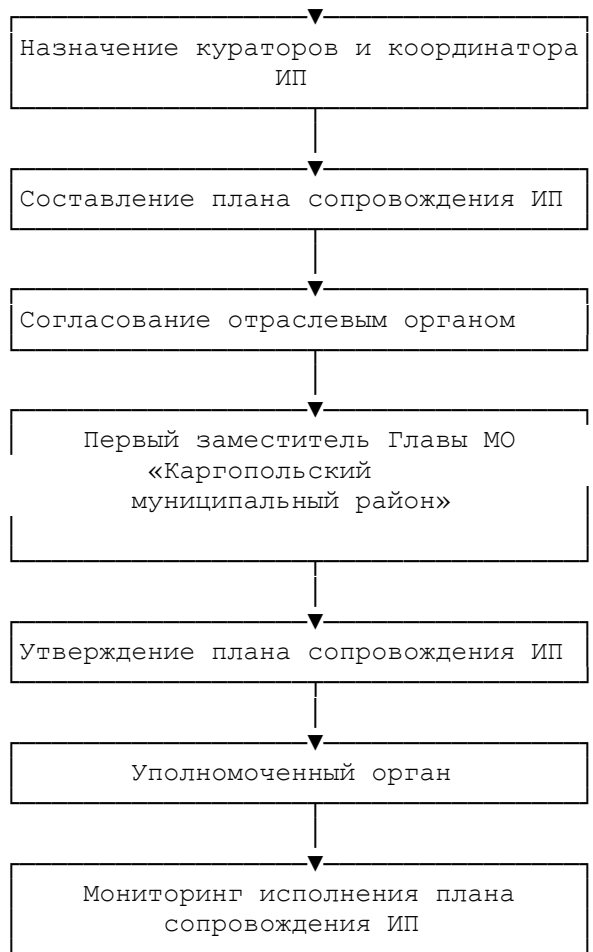 Назначение кураторов и координатора
ИП
Составление плана сопровождения ИП
Согласование отраслевым органом
Первый заместитель Главы МО
«Каргопольский
муниципальный район»
Утверждение плана сопровождения ИП
Уполномоченный орган
Мониторинг исполнения плана
сопровождения ИП